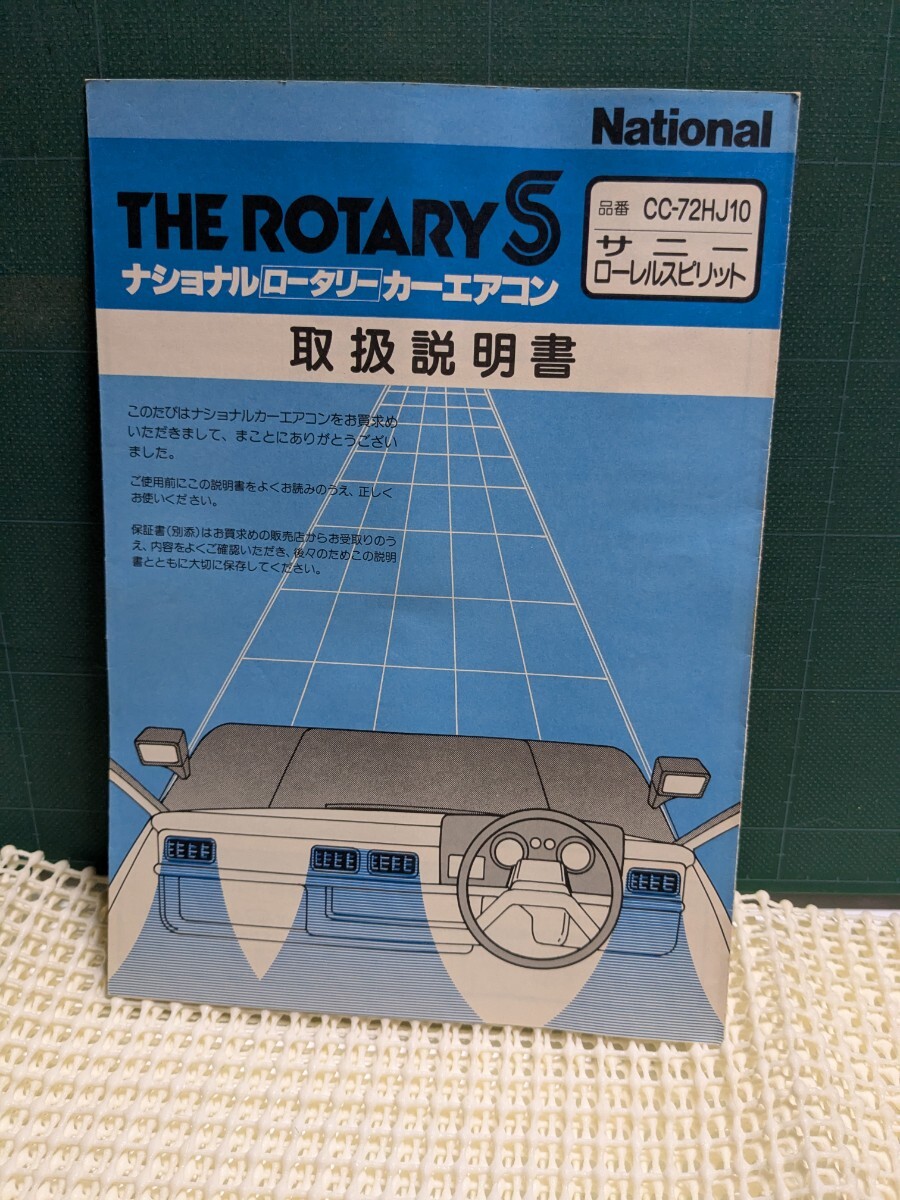 National
THE ROTARY S
品番 CC-72HJ10
サニー
ローレルスピリット
ナショナルロータリーカーエアコン
取扱説明書
このたびはナショナルカーエアコンをお買求め
いただきまして、まことにありがとうござい
ました。
ご使用前にこの説明書をよくお読みのうえ、正しく
お使いください。
保証書(別添)はお買求めの販売店からお受取りのう
え、内容をよくご確認いただき、後々のためこの説明
書とともに大切に保存してください。